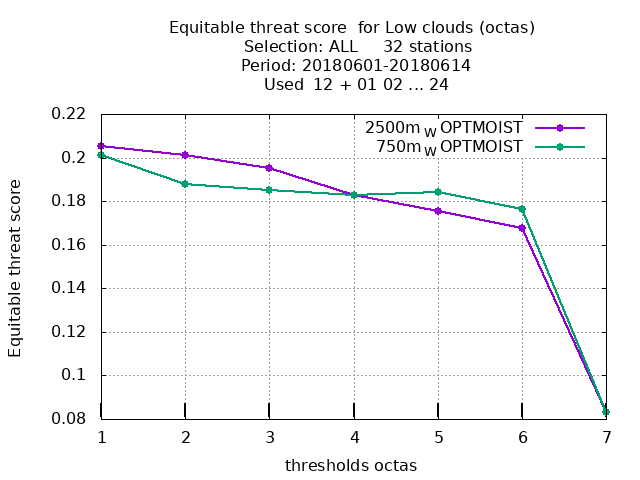 Equitable threat score  for Low clouds (octas)
Selection: ALL     32 stations
Period: 20180601-20180614
Used  12 + 01 02 ... 24
0.22
0.2
0.18
0.16
0.14
0.12
0.1
0.08
Equitable threat score
2500m W OPTMOIST
750m W OPTMOIST
1 2 3 4 5 6 7
thresholds octas